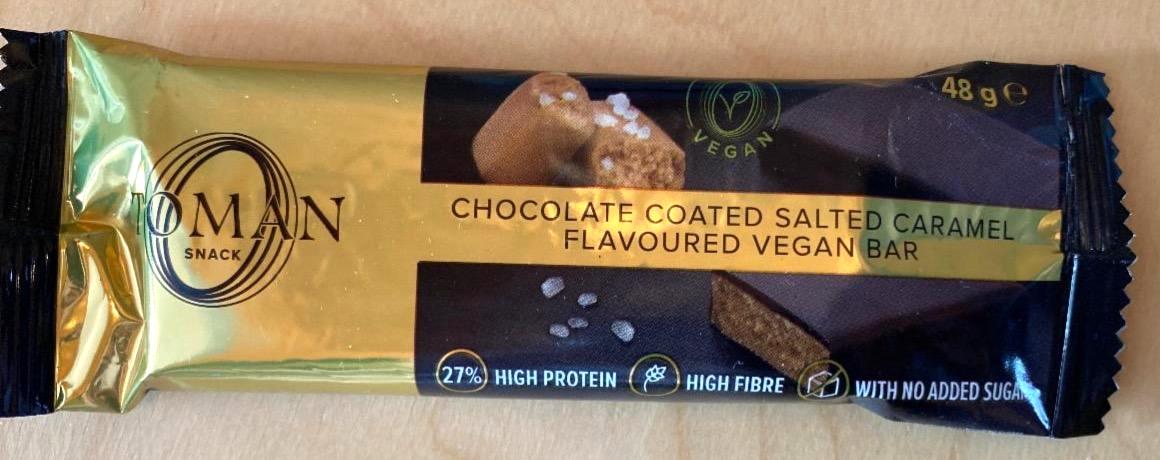 TOMAN
SNACK
VEGAN
48 g ℮
CHOCOLATE COATED SALTED CARAMEL
FLAVOURED VEGAN BAR
27% HIGH PROTEIN
HIGH FIBRE
WITH NO ADDED SUGARS